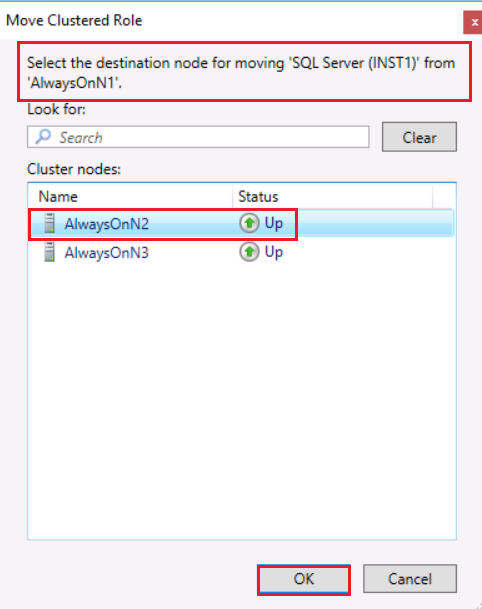 Move Clustered Role
x
Select the destination node for moving 'SQL Server (INST1)' from
'AlwaysOnN1'.
Look for:
Search
Clear
Cluster nodes:
Name Status
AlwaysOnN2 Up
AlwaysOnN3 Up
OK Cancel